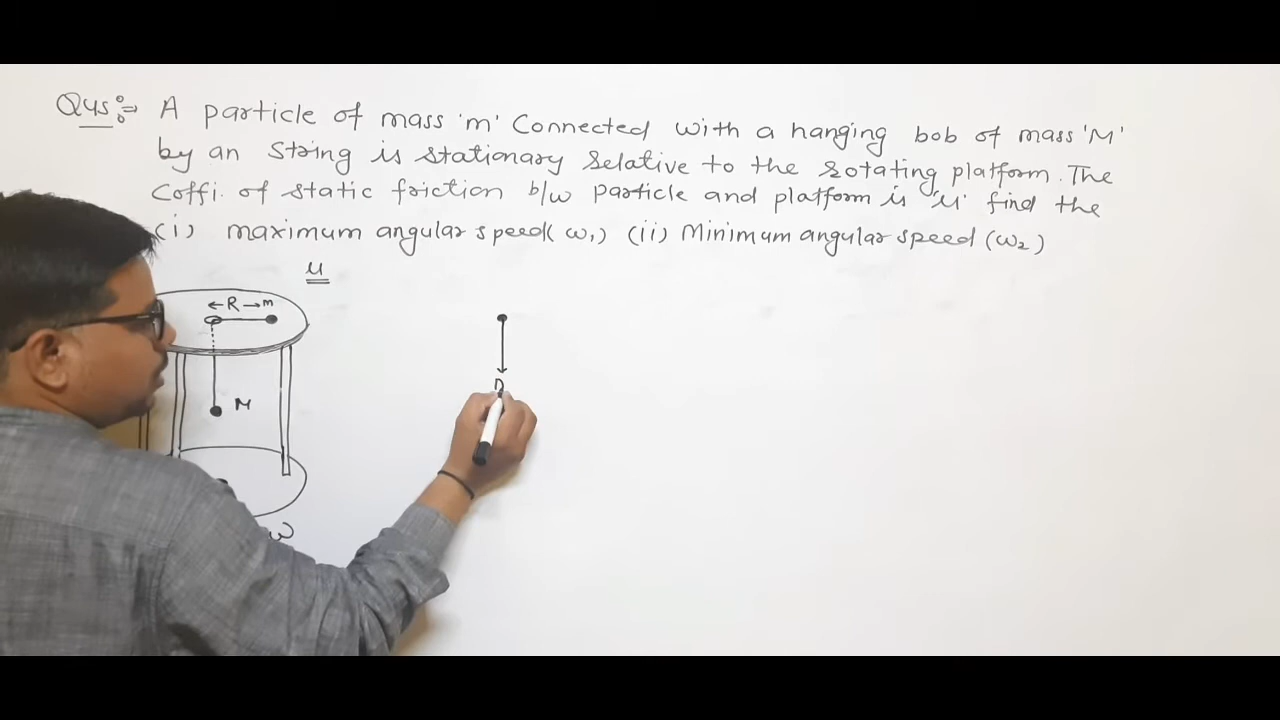 Qus:⇒ A particle of mass 'm' Connected with a hanging bob of mass 'M'
by an string is stationary relative to the rotating platform. The
Coffi. of static friction b/w particle and platform is 'μ' find the
(i) maximum angular speed (ω₁) (ii) Minimum angular speed (ω₂)
μ
←R→m
M
ω